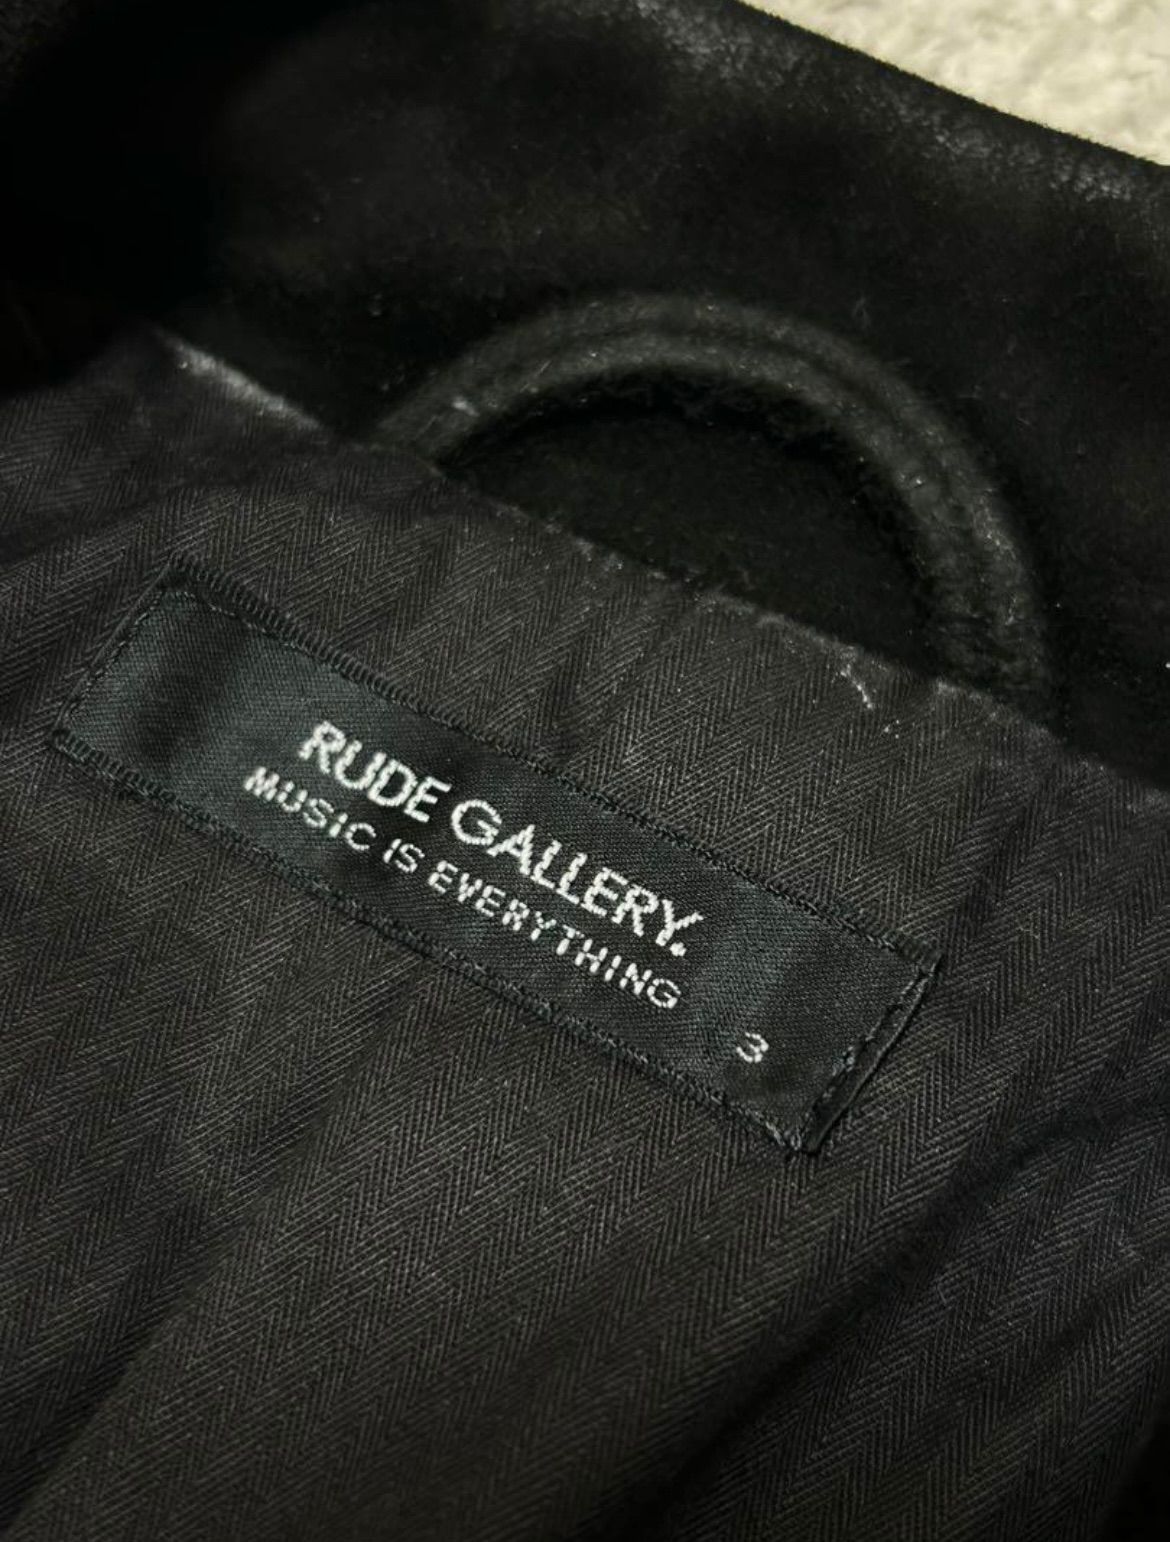 RUDE GALLERY.
MUSIC IS EVERYTHING
3